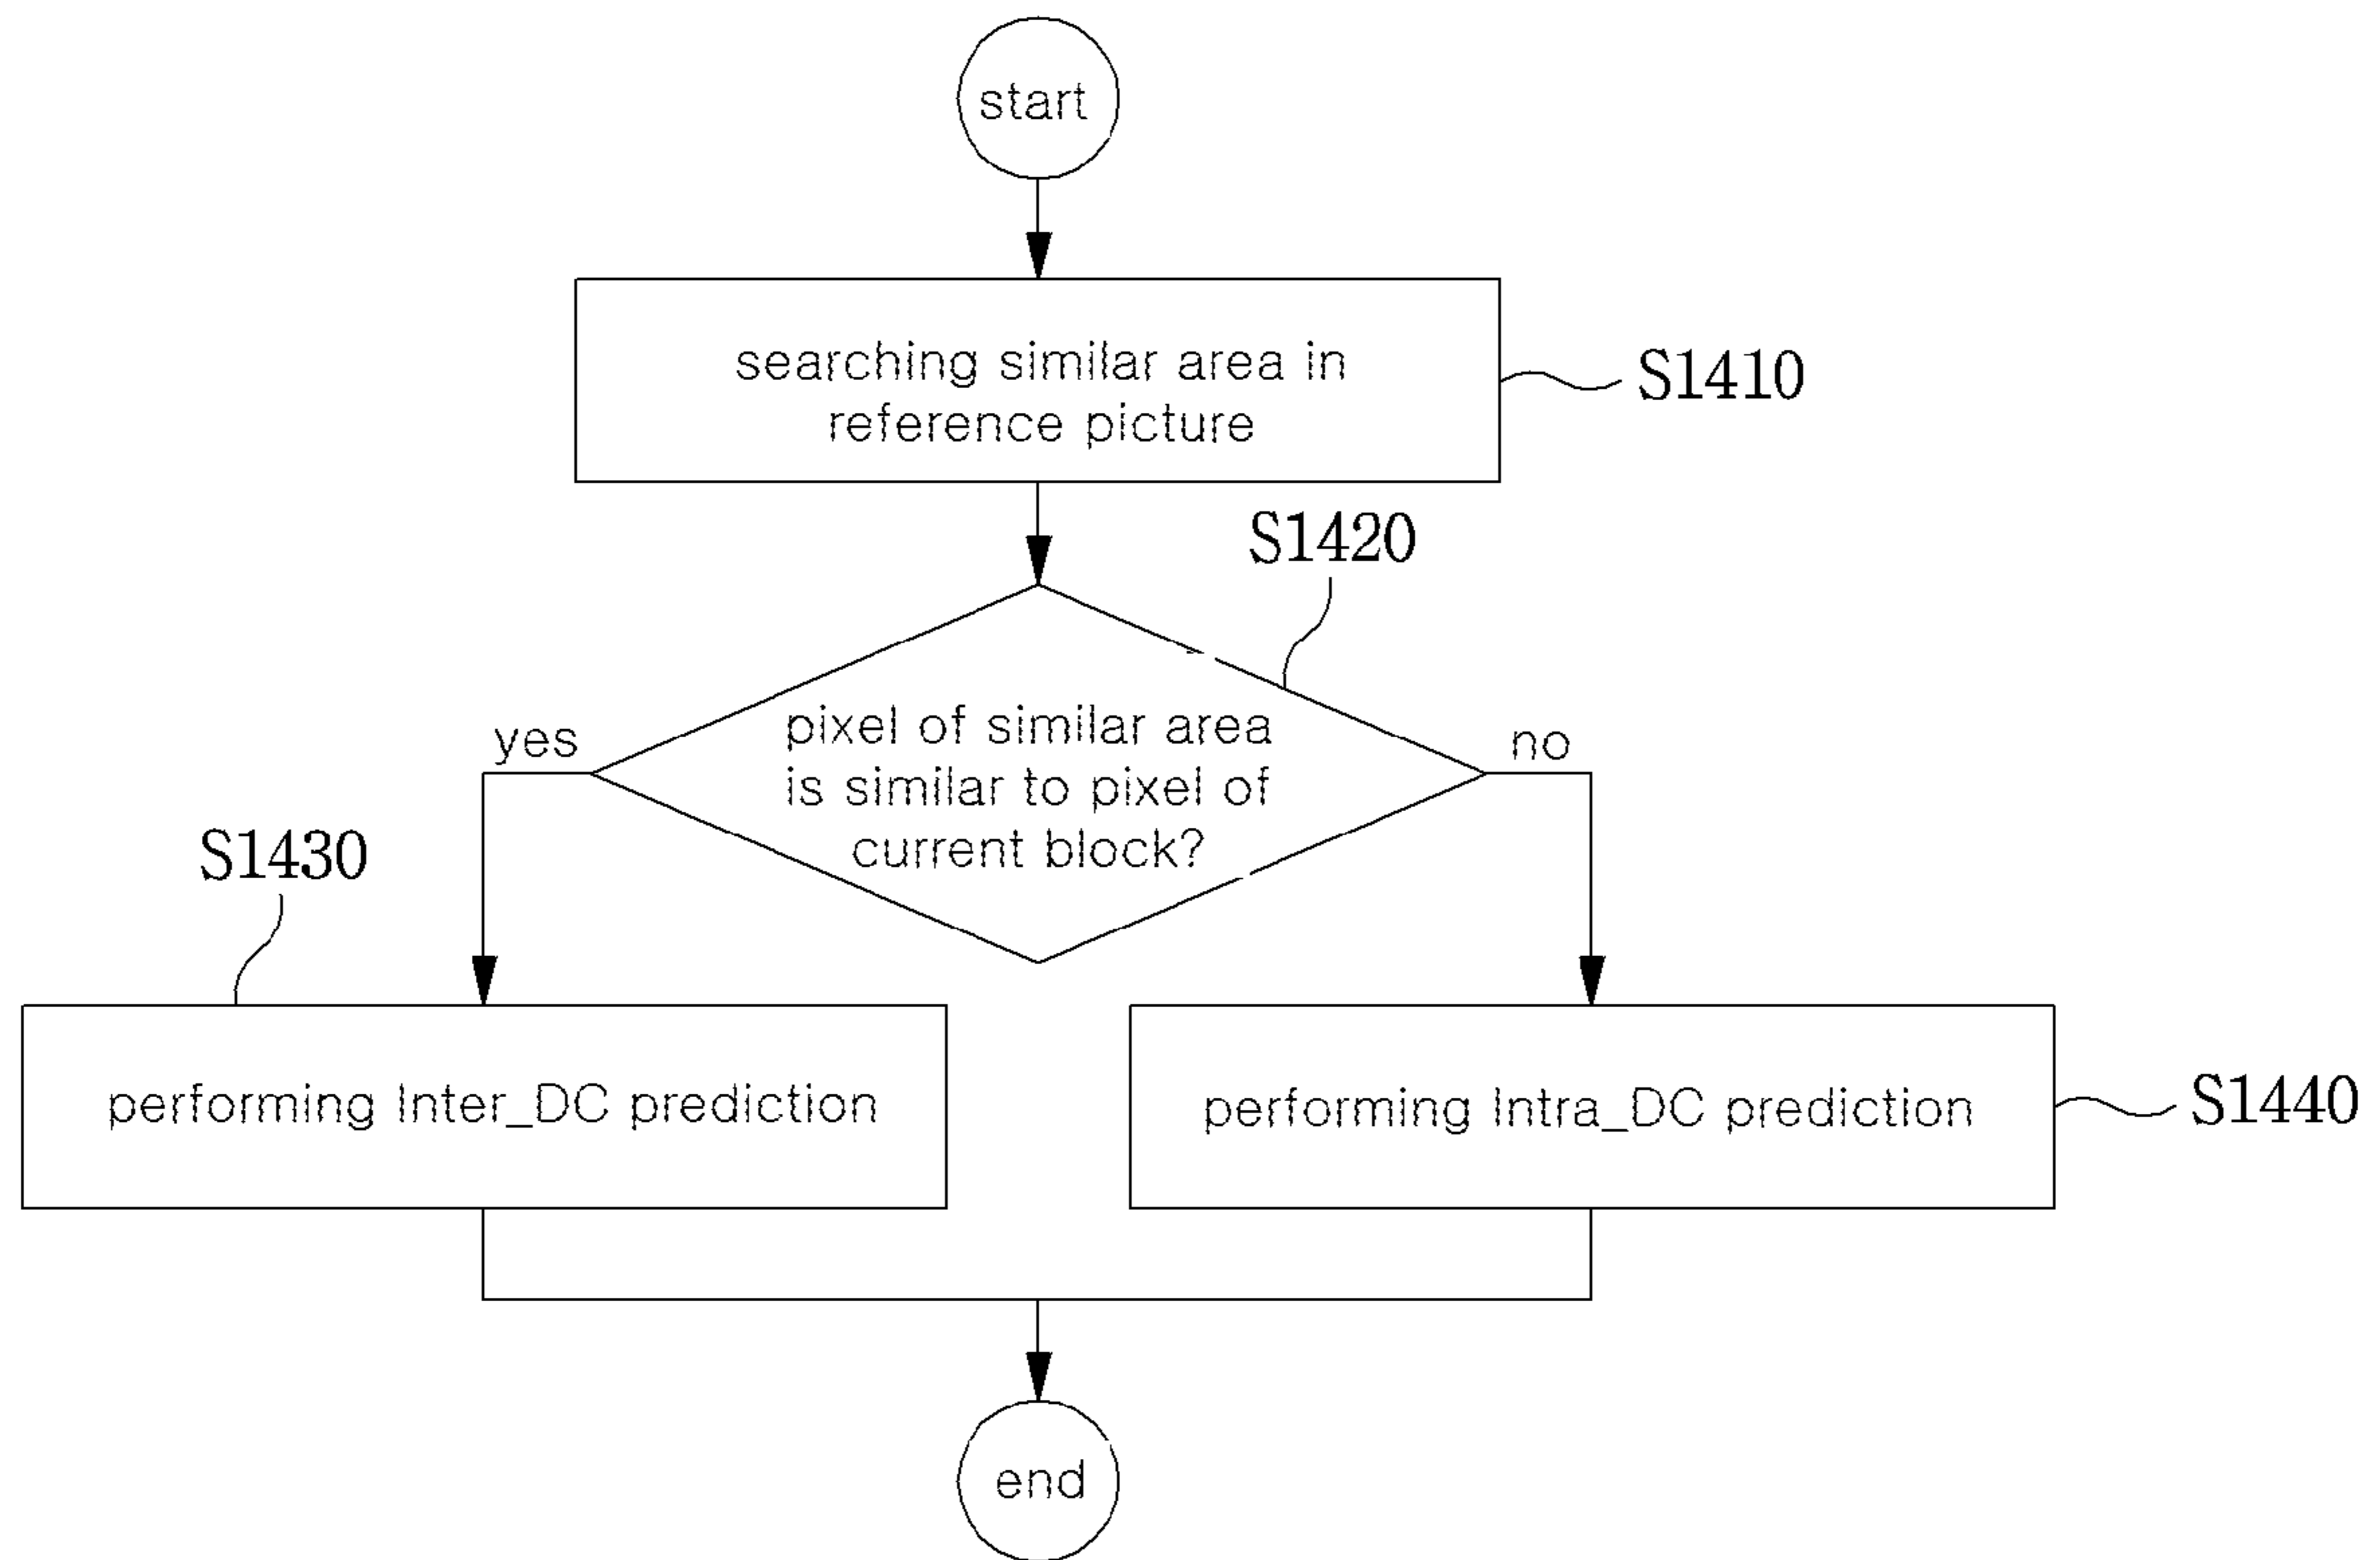 start
searching similar area in
reference picture
S1410
S1420
pixel of similar area
is similar to pixel of
current block?
yes
no
S1430
performing Inter_DC prediction
performing Intra_DC prediction
S1440
end